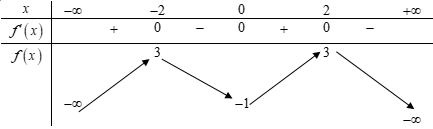 x −∞ −2 0 2 +∞
f'(x) + 0 − 0 + 0 −
f(x) 3 3
−∞ −1 −∞